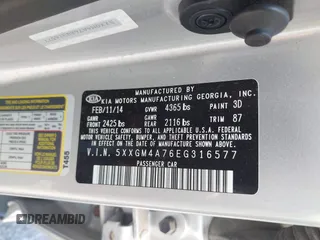 MANUFACTURED BY
KIA KIA MOTORS MANUFACTURING GEORGIA, INC.
FEB/11/14 GVWR 4365 lbs PAINT 3D
GAWR FRONT 2425 lbs GAWR REAR 2116 lbs TRIM 87
THIS VEHICLE CONFORMS TO ALL APPLICABLE U.S.A. FEDERAL
MOTOR VEHICLE SAFETY, BUMPER, AND THEFT PREVENTION STANDARDS
IN EFFECT ON THE DATE OF MANUFACTURE SHOWN ABOVE.
V.I.N. 5XXGM4A76EG316577
PASSENGER CAR
T455
DREAMBID